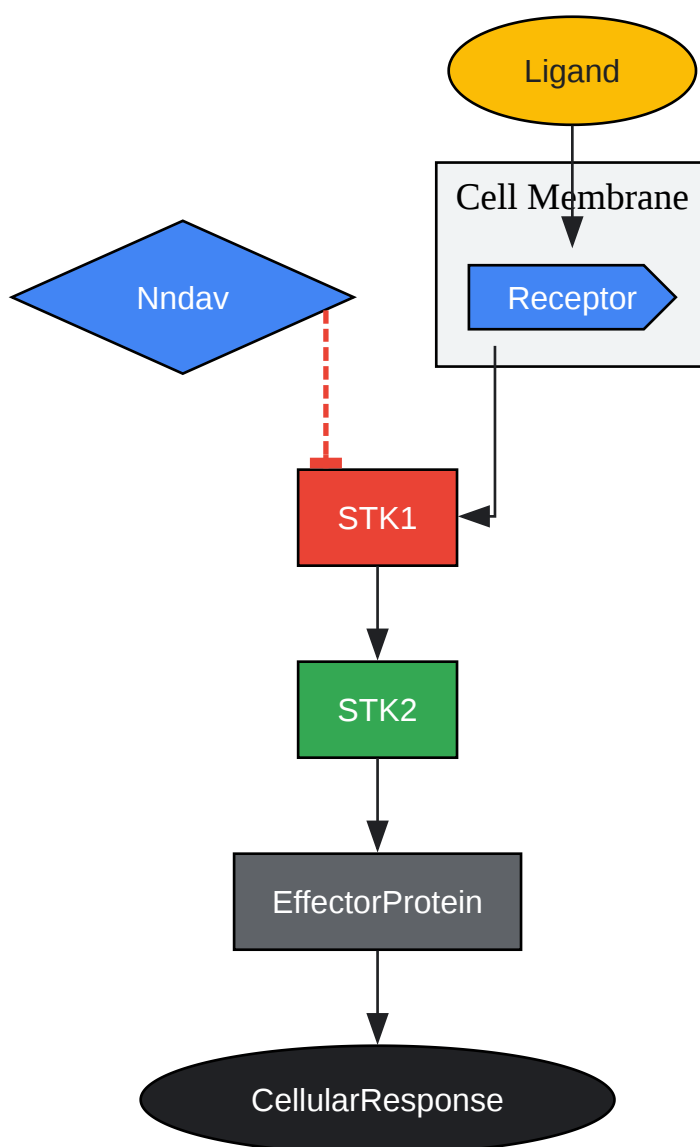 Ligand
Cell Membrane
Nndav
Receptor
STK1
STK2
EffectorProtein
CellularResponse